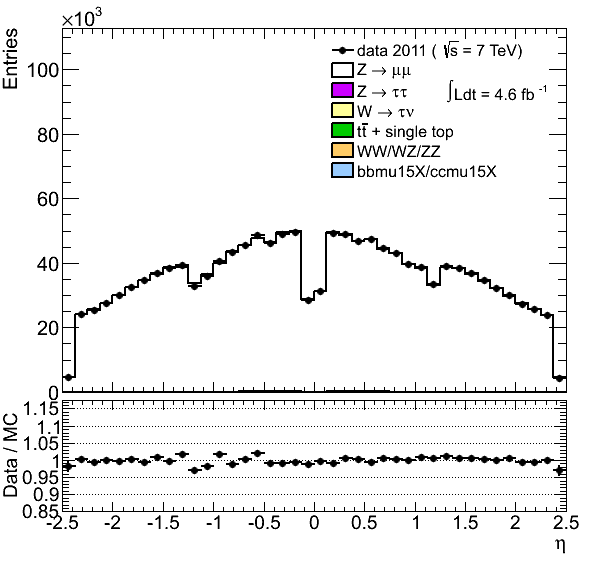 ×10³
Entries
100
80
60
40
20
0
data 2011 ( √s = 7 TeV)
Z → μμ
Z → ττ
W → τν
tt̄ + single top
WW/WZ/ZZ
bbmu15X/ccmu15X
∫Ldt = 4.6 fb⁻¹
Data / MC
1.15
1.1
1.05
1
0.95
0.9
0.85
-2.5 -2 -1.5 -1 -0.5 0 0.5 1 1.5 2 2.5
η